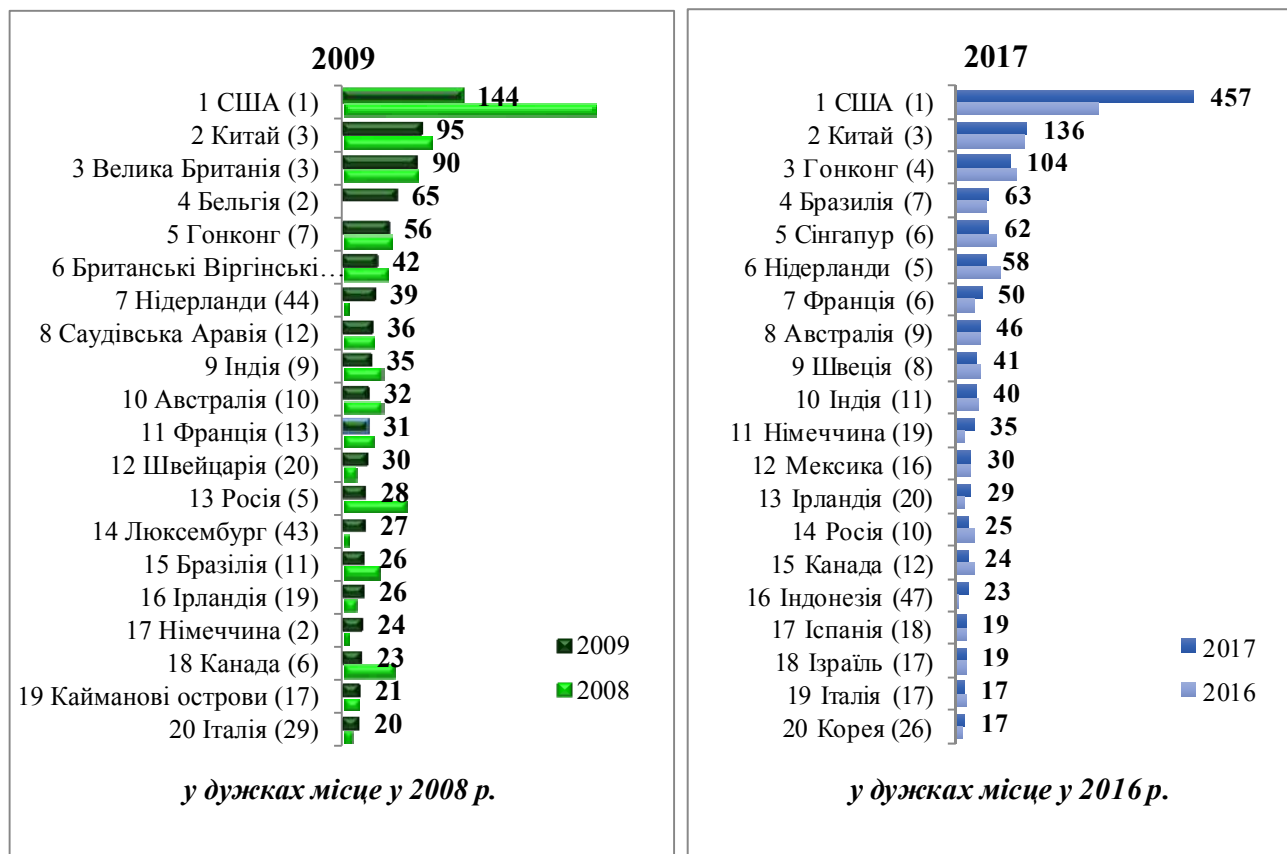 2009
1 США (1) 144
2 Китай (3) 95
3 Велика Британія (3) 90
4 Бельгія (2) 65
5 Гонконг (7) 56
6 Британські Віргінські… 42
7 Нідерланди (44) 39
8 Саудівська Аравія (12) 36
9 Індія (9) 35
10 Австралія (10) 32
11 Франція (13) 31
12 Швейцарія (20) 30
13 Росія (5) 28
14 Люксембург (43) 27
15 Бразілія (11) 26
16 Ірландія (19) 26
17 Німеччина (2) 24
18 Канада (6) 23
19 Кайманові острови (17) 21
20 Італія (29) 20
2009
2008
у дужках місце у 2008 р.
2017
1 США (1) 457
2 Китай (3) 136
3 Гонконг (4) 104
4 Бразилія (7) 63
5 Сінгапур (6) 62
6 Нідерланди (5) 58
7 Франція (6) 50
8 Австралія (9) 46
9 Швеція (8) 41
10 Індія (11) 40
11 Німеччина (19) 35
12 Мексика (16) 30
13 Ірландія (20) 29
14 Росія (10) 25
15 Канада (12) 24
16 Індонезія (47) 23
17 Іспанія (18) 19
18 Ізраїль (17) 19
19 Італія (17) 17
20 Корея (26) 17
2017
2016
у дужках місце у 2016 р.